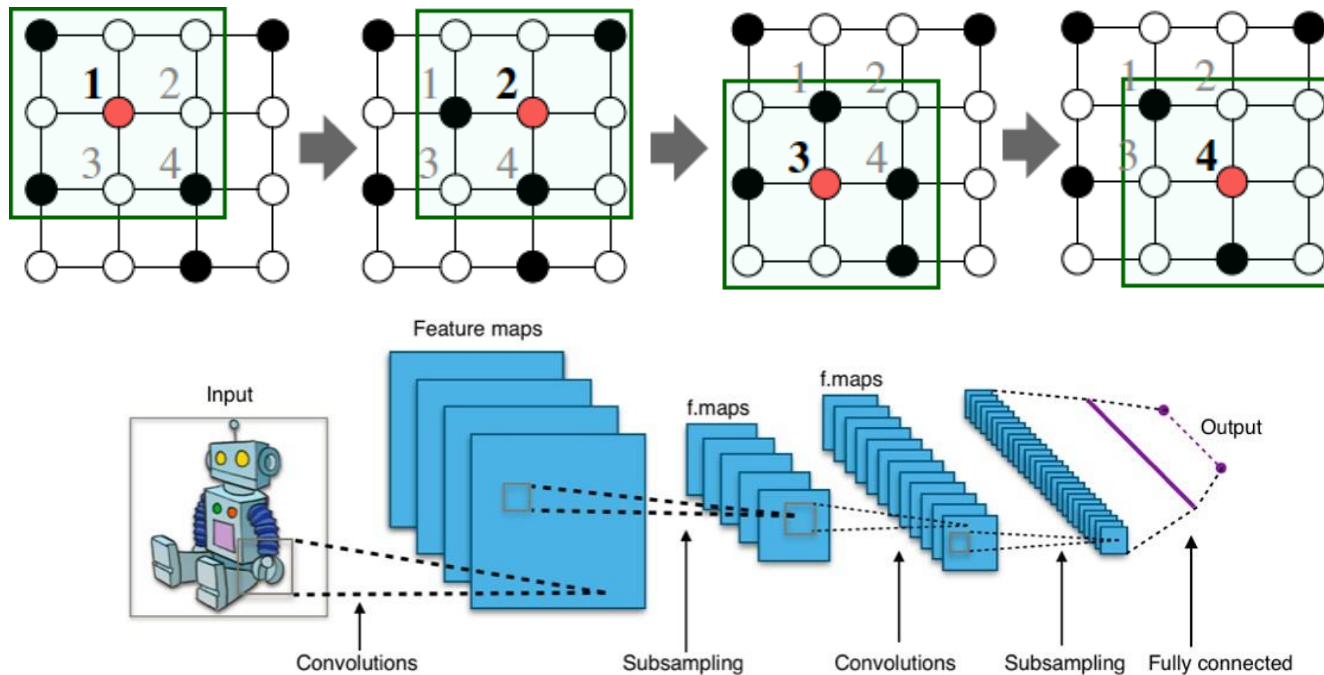 1 2
3 4
1 2
3 4
1 2
3 4
1 2
3 4
Feature maps
Input
f.maps
f.maps
Output
Convolutions
Subsampling
Convolutions
Subsampling
Fully connected